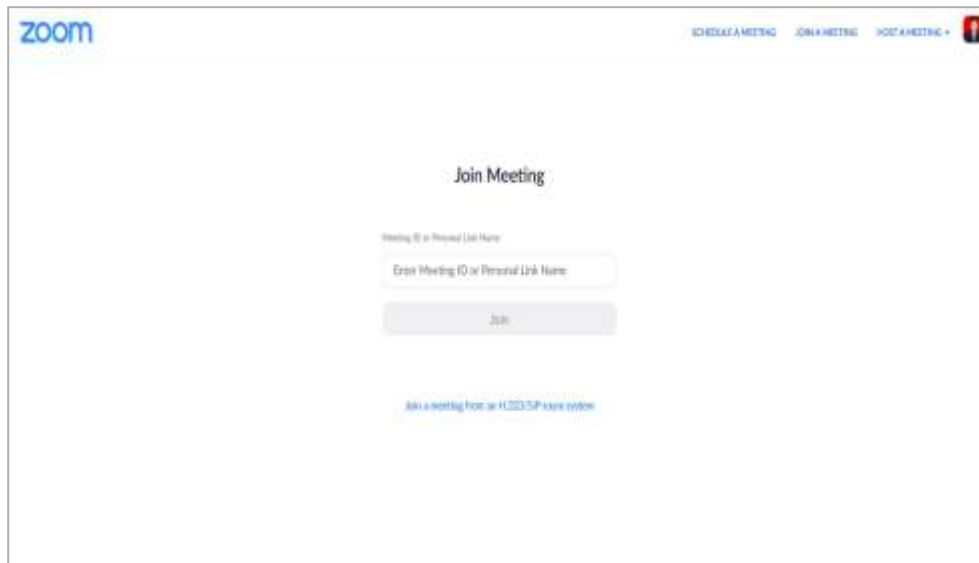 zoom
SCHEDULE A MEETING JOIN A MEETING HOST A MEETING
Join Meeting
Meeting ID or Personal Link Name
Enter Meeting ID or Personal Link Name
Join
Join a meeting from an H.323/SIP room system